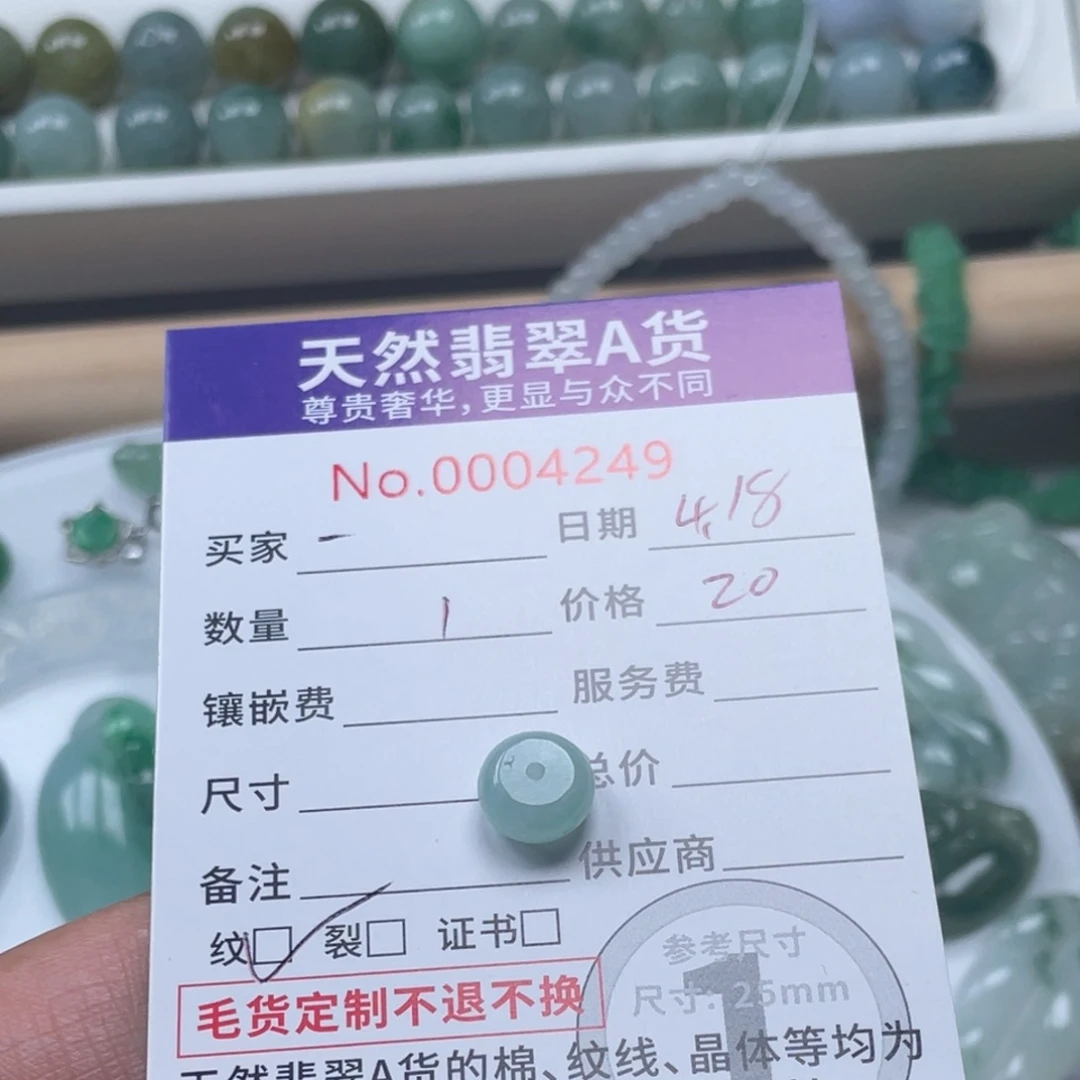 天然翡翠A货
尊贵奢华,更显与众不同
No.0004249
买家 一 日期 4.18
数量 1 价格 20
镶嵌费 服务费
尺寸 总价
备注 供应商
纹 裂 证书
参考尺寸
尺寸: 25mm
1
毛货定制不退不换
天然翡翠A货的棉、纹线、晶体等均为